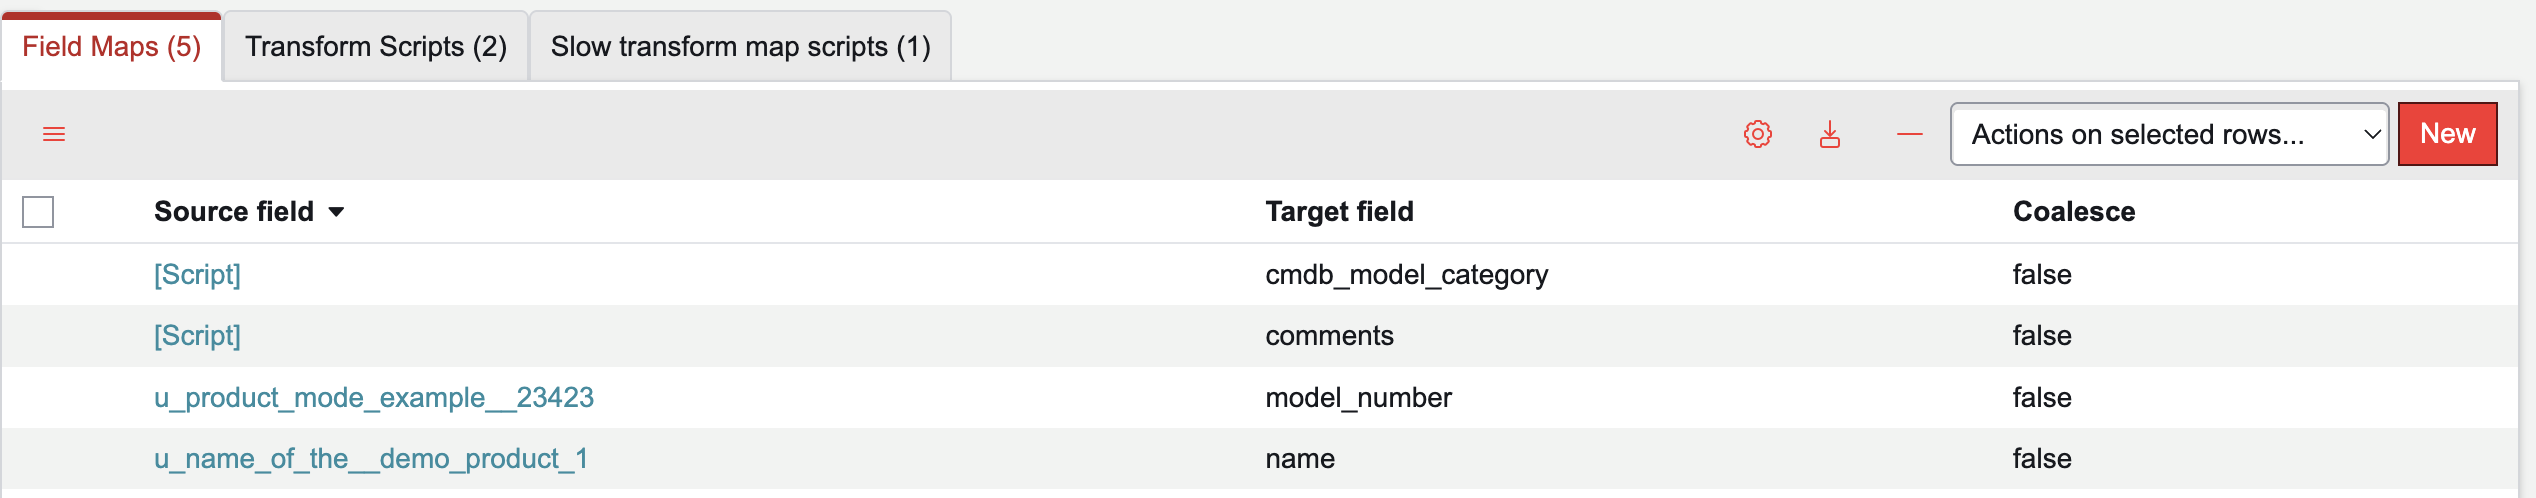 Field Maps (5) Transform Scripts (2) Slow transform map scripts (1)
Actions on selected rows... New
Source field Target field Coalesce
[Script] cmdb_model_category false
[Script] comments false
u_product_mode_example__23423 model_number false
u_name_of_the__demo_product_1 name false